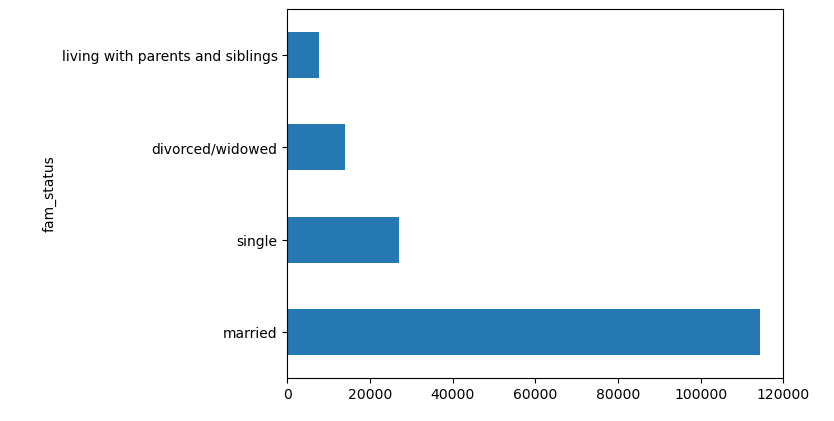 fam_status
living with parents and siblings
divorced/widowed
single
married
0 20000 40000 60000 80000 100000 120000